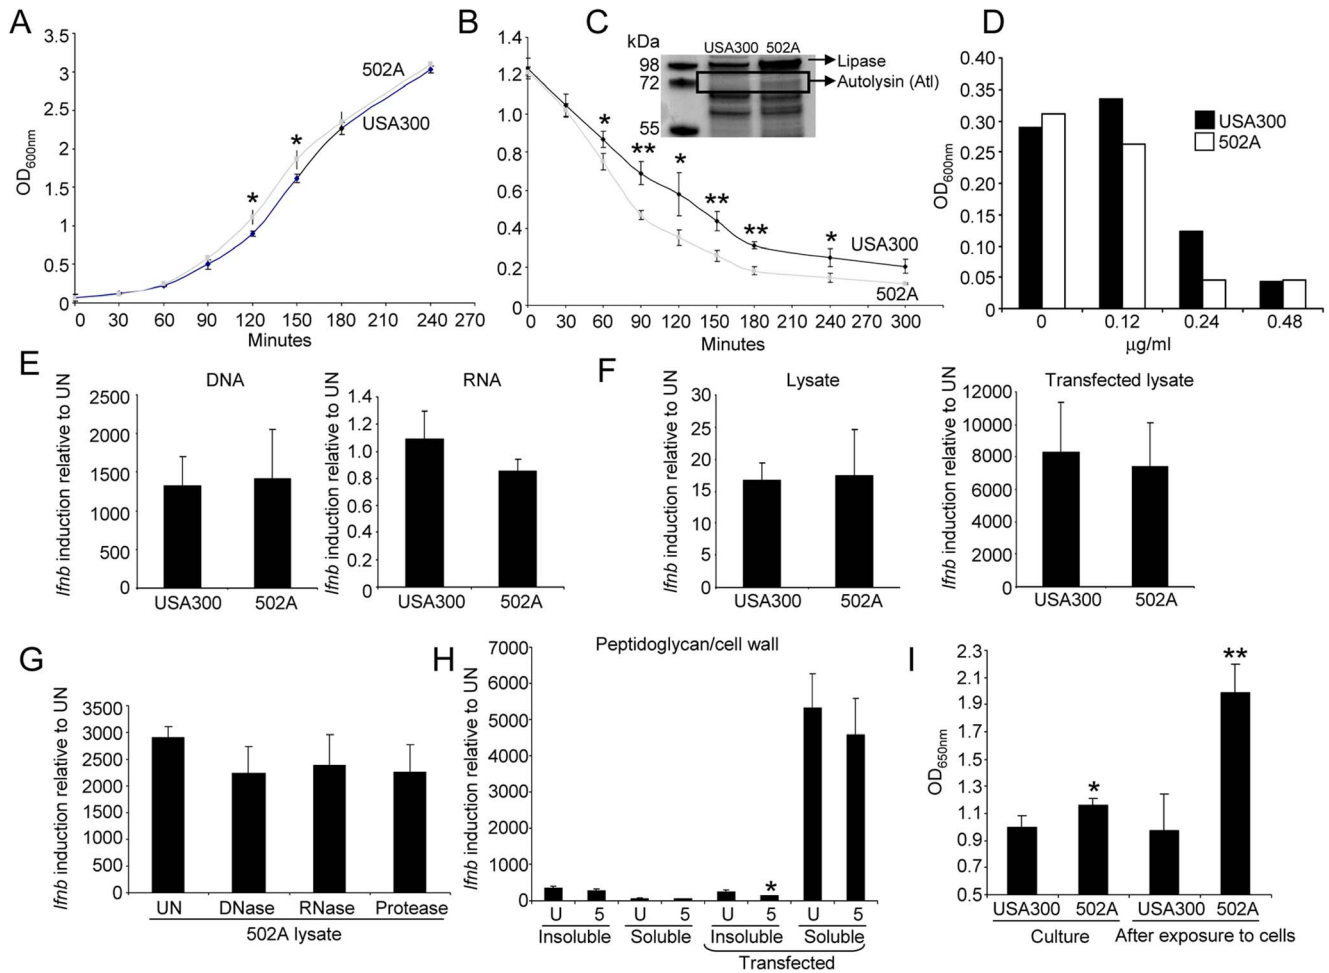 A
3.5
3
2.5
2
1.5
1
0.5
0
OD600nm
502A
USA300
*
*
0 30 60 90 120 150 180 210 240 270
Minutes
B
1.4
1.2
1.0
0.8
0.6
0.4
0.2
0
*
**
*
**
**
*
USA300
502A
0 30 60 90 120 150 180 210 240 270 300
Minutes
C
kDa
98
72
55
USA300 502A
Lipase
Autolysin (Atl)
D
0.40
0.35
0.30
0.25
0.20
0.15
0.10
0.05
0
OD600nm
USA300
502A
0 0.12 0.24 0.48
μg/ml
E
DNA
Ifnb induction relative to UN
2500
2000
1500
1000
500
0
USA300 502A
RNA
Ifnb induction relative to UN
1.4
1.2
1.0
0.8
0.6
0.4
0.2
0
USA300 502A
F
Lysate
Ifnb induction relative to UN
30
25
20
15
10
5
0
USA300 502A
Transfected lysate
Ifnb induction relative to UN
12000
10000
8000
6000
4000
2000
0
USA300 502A
G
Ifnb induction relative to UN
3500
3000
2500
2000
1500
1000
500
0
UN DNase RNase Protease
502A lysate
H
Peptidoglycan/cell wall
Ifnb induction relative to UN
7000
6000
5000
4000
3000
2000
1000
0
*
U 5 U 5 U 5 U 5
Insoluble Soluble Insoluble Soluble
Transfected
I
2.3
2.1
1.9
1.7
1.5
1.3
1.1
0.9
0.7
0.5
OD650nm
*
**
USA300 502A USA300 502A
Culture After exposure to cells